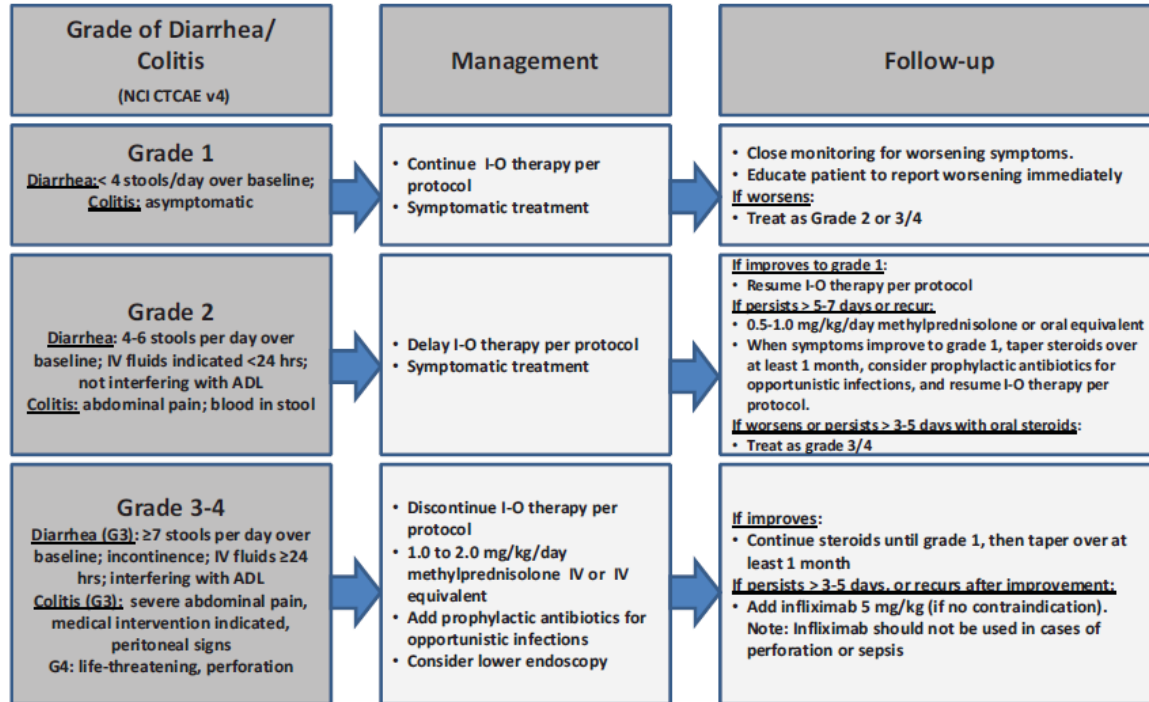 Grade of Diarrhea/
Colitis
(NCI CTCAE v4)
Management
Follow-up
Grade 1
Diarrhea:< 4 stools/day over baseline;
Colitis: asymptomatic
• Continue I-O therapy per
protocol
• Symptomatic treatment
• Close monitoring for worsening symptoms.
• Educate patient to report worsening immediately
If worsens:
• Treat as Grade 2 or 3/4
Grade 2
Diarrhea: 4-6 stools per day over
baseline; IV fluids indicated <24 hrs;
not interfering with ADL
Colitis: abdominal pain; blood in stool
• Delay I-O therapy per protocol
• Symptomatic treatment
If improves to grade 1:
• Resume I-O therapy per protocol
If persists > 5-7 days or recur:
• 0.5-1.0 mg/kg/day methylprednisolone or oral equivalent
• When symptoms improve to grade 1, taper steroids over
at least 1 month, consider prophylactic antibiotics for
opportunistic infections, and resume I-O therapy per
protocol.
If worsens or persists > 3-5 days with oral steroids:
• Treat as grade 3/4
Grade 3-4
Diarrhea (G3): ≥7 stools per day over
baseline; incontinence; IV fluids ≥24
hrs; interfering with ADL
Colitis (G3): severe abdominal pain,
medical intervention indicated,
peritoneal signs
G4: life-threatening, perforation
• Discontinue I-O therapy per
protocol
• 1.0 to 2.0 mg/kg/day
methylprednisolone IV or IV
equivalent
• Add prophylactic antibiotics for
opportunistic infections
• Consider lower endoscopy
If improves:
• Continue steroids until grade 1, then taper over at
least 1 month
If persists > 3-5 days, or recurs after improvement:
• Add infliximab 5 mg/kg (if no contraindication).
Note: Infliximab should not be used in cases of
perforation or sepsis